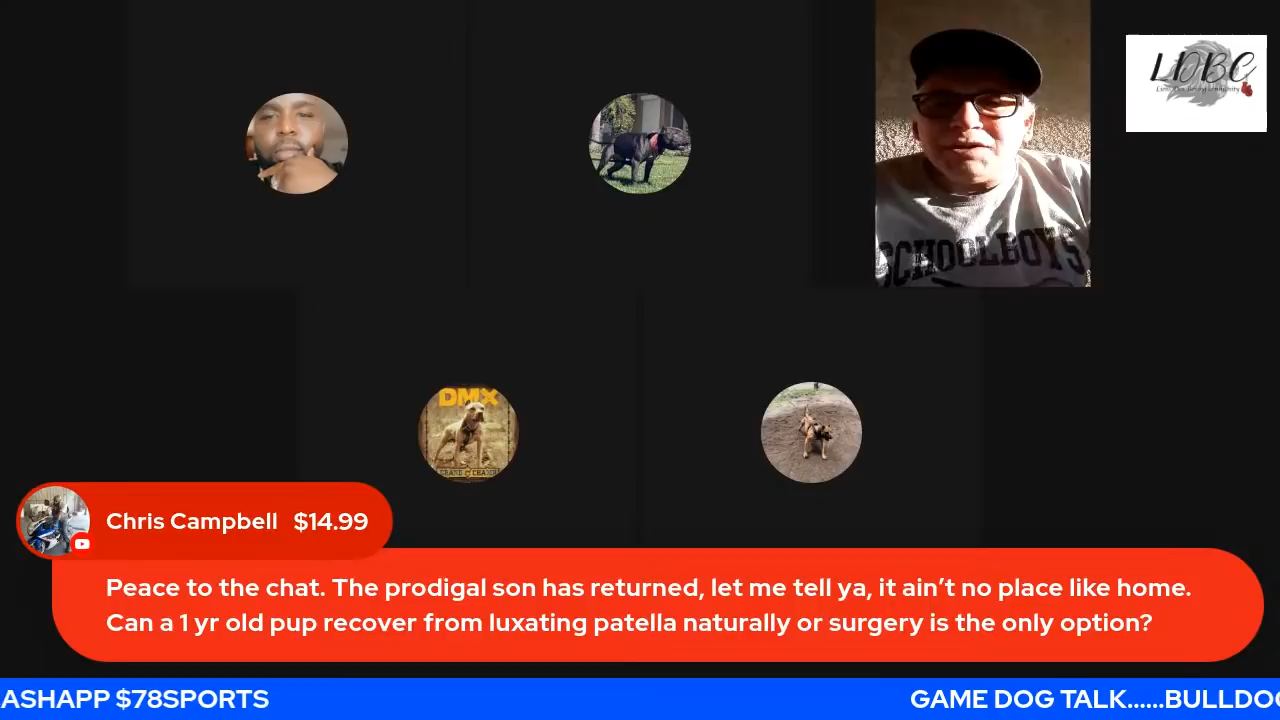 LDBC
SCHOOLBOYS
DMX
GRAND CHAMP
Chris Campbell $14.99
Peace to the chat. The prodigal son has returned, let me tell ya, it ain’t no place like home.
Can a 1 yr old pup recover from luxating patella naturally or surgery is the only option?
ASHAPP $78SPORTS GAME DOG TALK......BULLDO